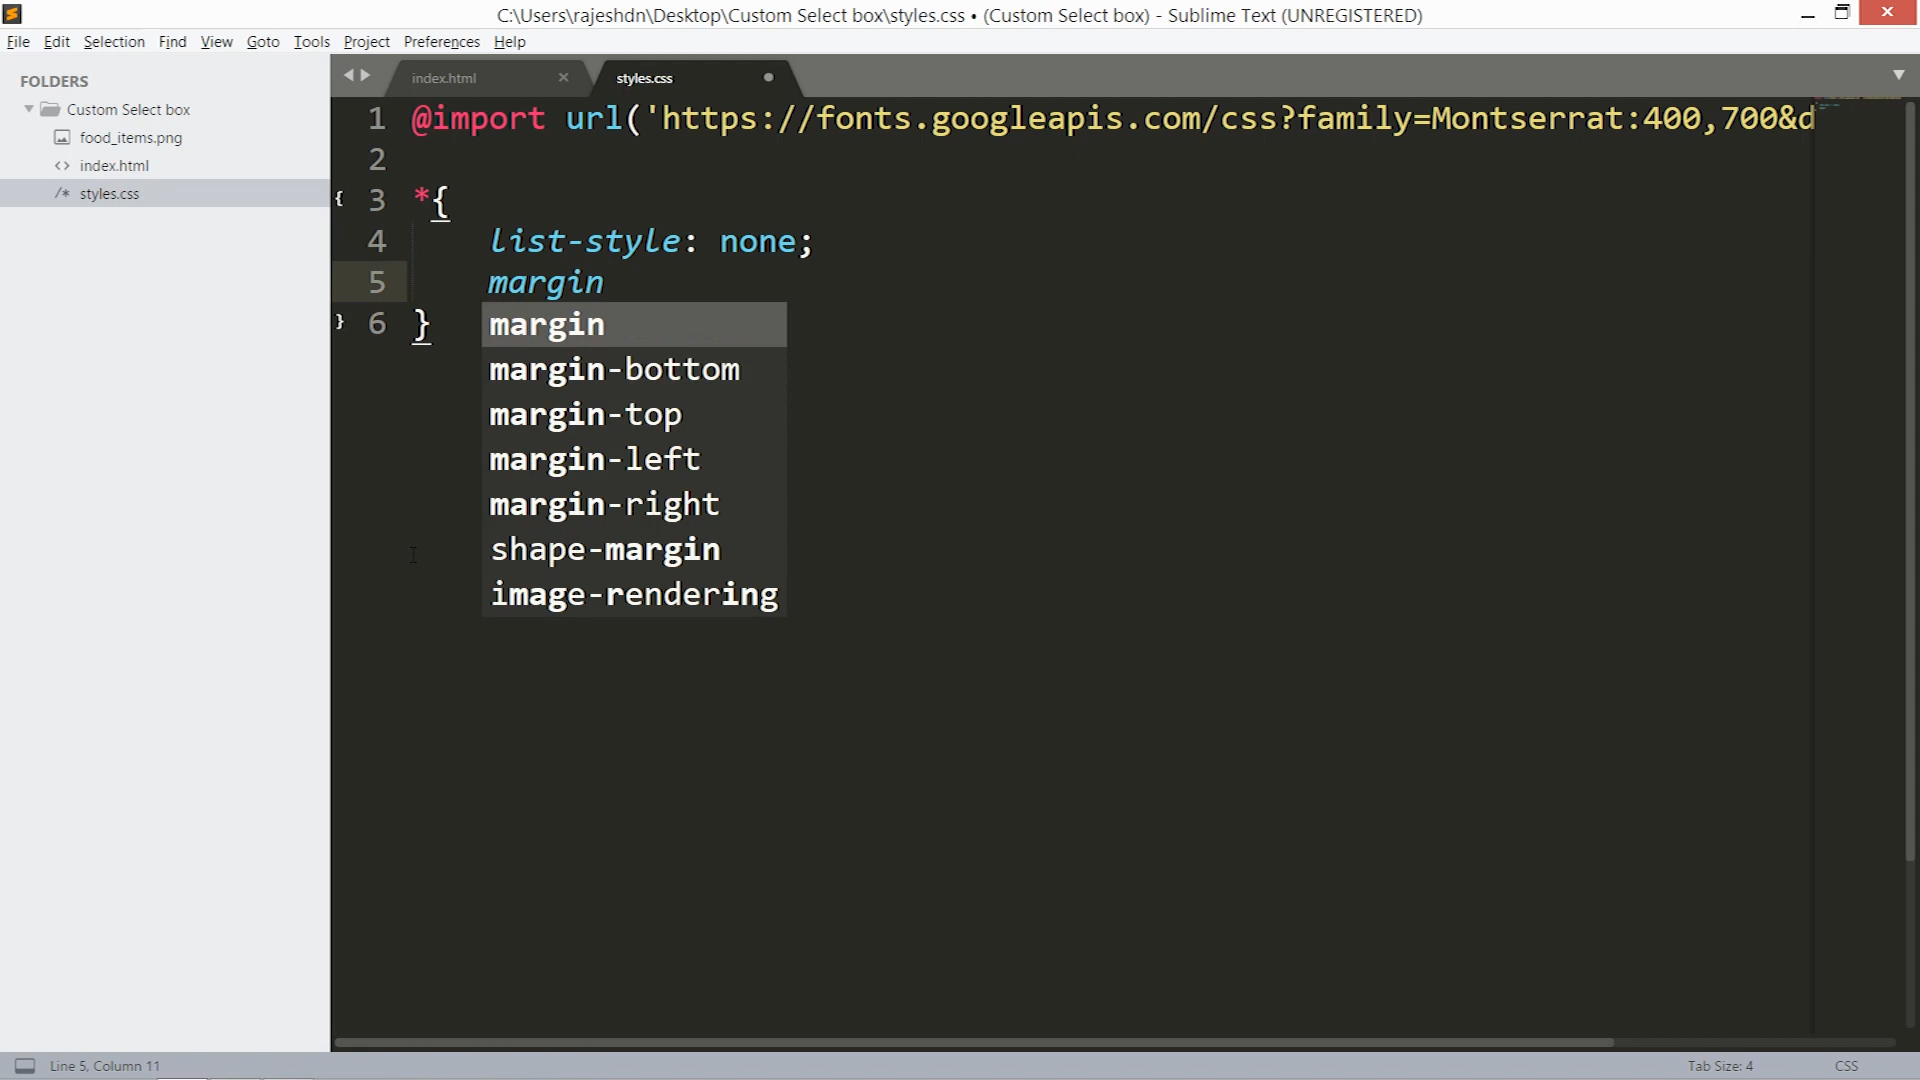 C:\Users\rajeshdn\Desktop\Custom Select box\styles.css • (Custom Select box) - Sublime Text (UNREGISTERED)
File Edit Selection Find View Goto Tools Project Preferences Help
FOLDERS
Custom Select box
food_items.png
<> index.html
/* styles.css
index.html
styles.css
1 @import url('https://fonts.googleapis.com/css?family=Montserrat:400,700&d
2
3 *{
4 list-style: none;
5 margin
6 }
margin
margin-bottom
margin-top
margin-left
margin-right
shape-margin
image-rendering
Line 5, Column 11
Tab Size: 4
CSS